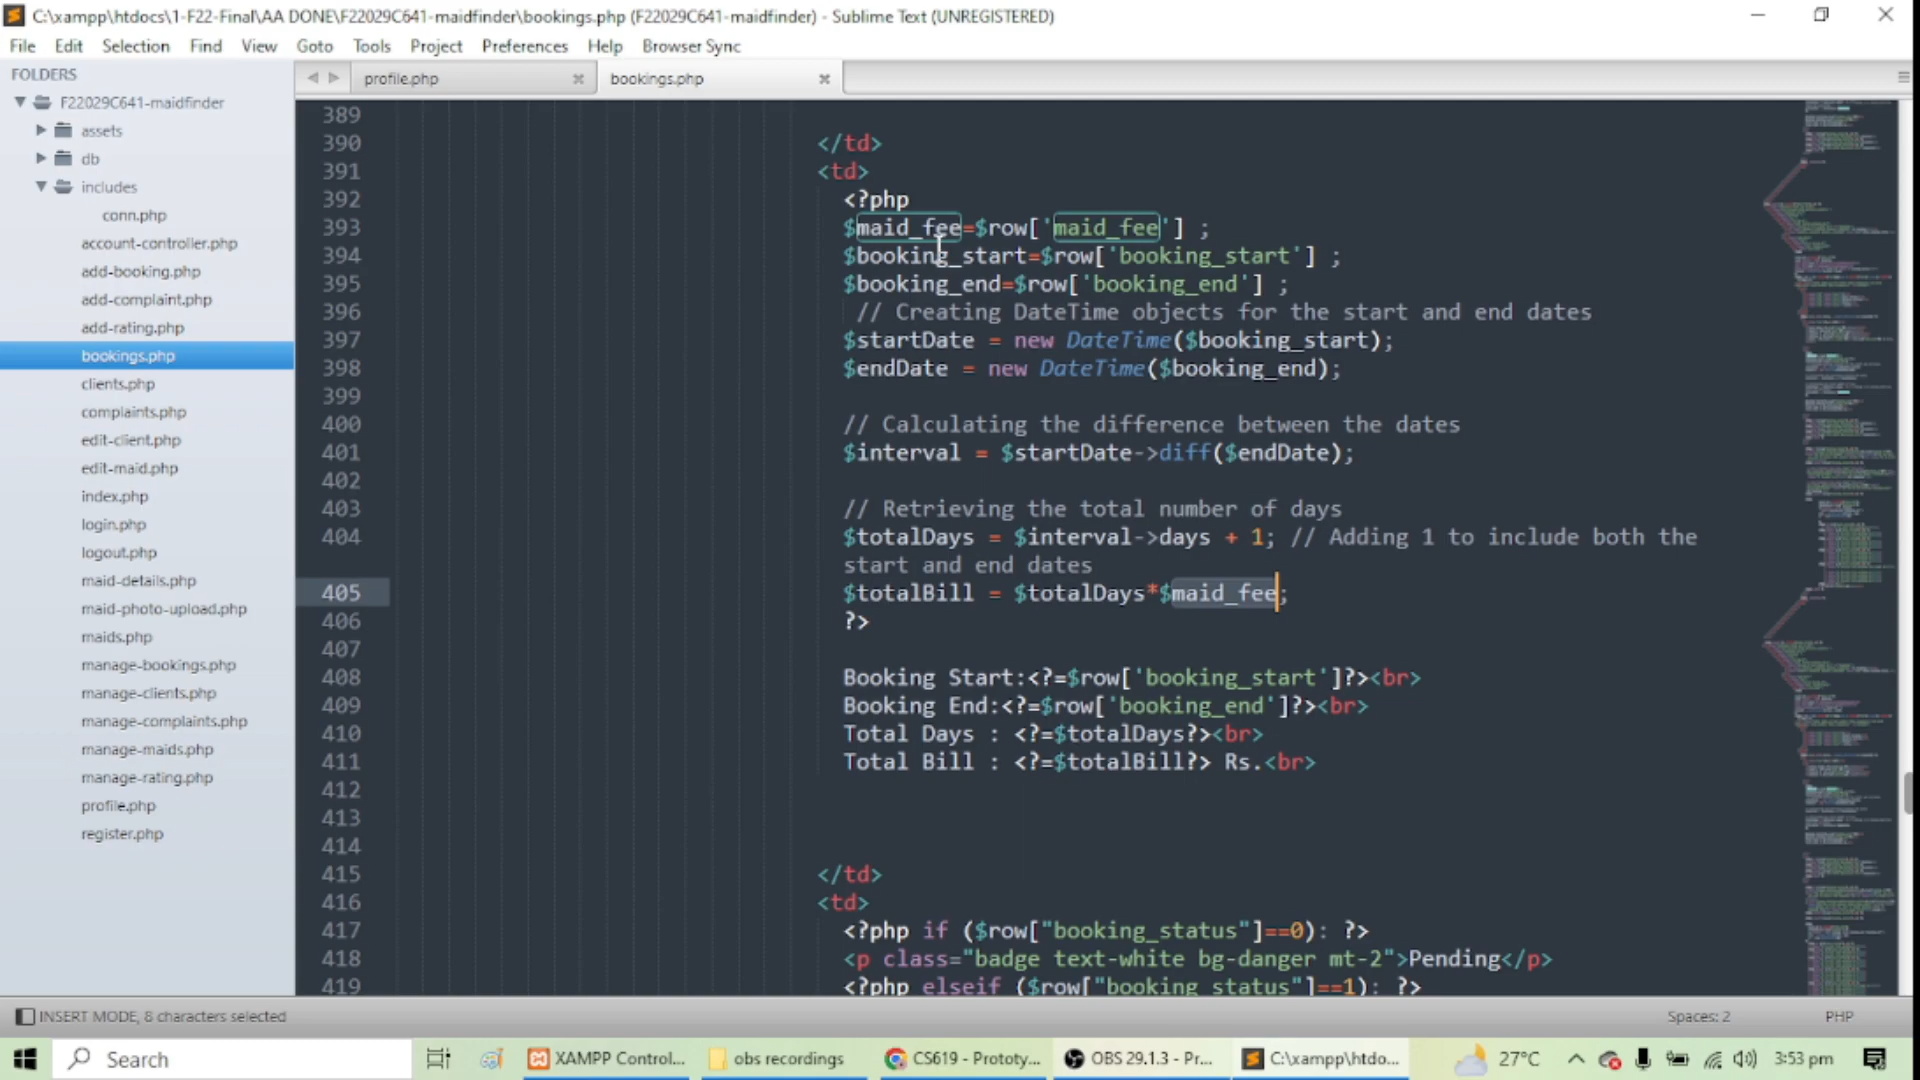 C:\xampp\htdocs\1-F22-Final\AA DONE\F22029C641-maidfinder\bookings.php (F22029C641-maidfinder) - Sublime Text (UNREGISTERED)
File Edit Selection Find View Goto Tools Project Preferences Help Browser Sync
FOLDERS
F22029C641-maidfinder
assets
db
includes
conn.php
account-controller.php
add-booking.php
add-complaint.php
add-rating.php
bookings.php
clients.php
complaints.php
edit-client.php
edit-maid.php
index.php
login.php
logout.php
maid-details.php
maid-photo-upload.php
maids.php
manage-bookings.php
manage-clients.php
manage-complaints.php
manage-maids.php
manage-rating.php
profile.php
register.php
profile.php bookings.php
389
390 </td>
391 <td>
392 <?php
393 $maid_fee=$row['maid_fee'] ;
394 $booking_start=$row['booking_start'] ;
395 $booking_end=$row['booking_end'] ;
396 // Creating DateTime objects for the start and end dates
397 $startDate = new DateTime($booking_start);
398 $endDate = new DateTime($booking_end);
399
400 // Calculating the difference between the dates
401 $interval = $startDate->diff($endDate);
402
403 // Retrieving the total number of days
404 $totalDays = $interval->days + 1; // Adding 1 to include both the
start and end dates
405 $totalBill = $totalDays*$maid_fee;
406 ?>
407
408 Booking Start:<?=$row['booking_start']?><br>
409 Booking End:<?=$row['booking_end']?><br>
410 Total Days : <?=$totalDays?><br>
411 Total Bill : <?=$totalBill?> Rs.<br>
412
413
414
415 </td>
416 <td>
417 <?php if ($row["booking_status"]==0): ?>
418 <p class="badge text-white bg-danger mt-2">Pending</p>
419 <?php elseif ($row["booking_status"]==1): ?>
INSERT MODE, 8 characters selected Spaces: 2 PHP
Search XAMPP Control... obs recordings CS619 - Prototy... OBS 29.1.3 - Pr... C:\xampp\htdo... 27°C 3:53 pm